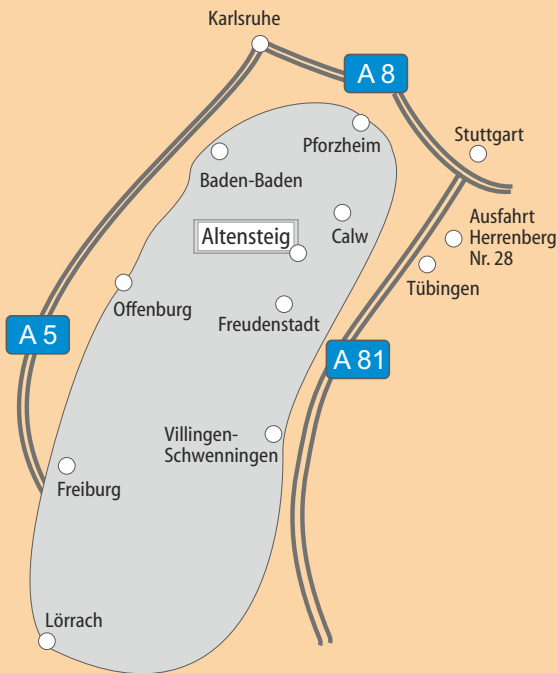 Karlsruhe
A 8
Pforzheim
Stuttgart
Baden-Baden
Ausfahrt
Herrenberg
Nr. 28
Altensteig
Calw
Tübingen
Offenburg
Freudenstadt
A 5
A 81
Villingen-
Schwenningen
Freiburg
Lörrach